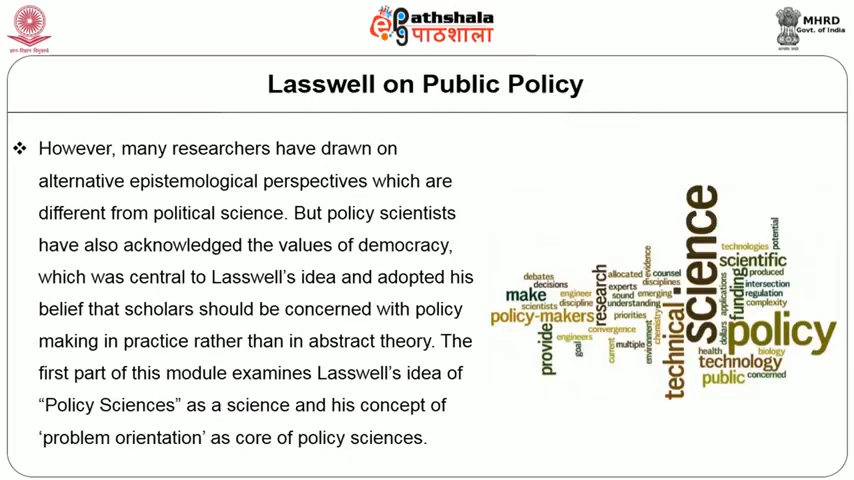 ePathshala
पाठशाला
MHRD
Govt. of India
Lasswell on Public Policy
However, many researchers have drawn on
alternative epistemological perspectives which are
different from political science. But policy scientists
have also acknowledged the values of democracy,
which was central to Lasswell’s idea and adopted his
belief that scholars should be concerned with policy
making in practice rather than in abstract theory. The
first part of this module examines Lasswell’s idea of
“Policy Sciences” as a science and his concept of
‘problem orientation’ as core of policy sciences.
debates
decisions
make
engineer
scientists
discipline
policy-makers
provide
engineers
goal
convergence
research
allocated
experts
sound
understanding
priorities
current
multiple
evidence
counsel
disciplines
emerging
environment
chemistry
technical
science
potential
technologies
scientific
produced
intersection
regulation
complexity
funding
applications
dollars
policy
health
biology
technology
public
concerned